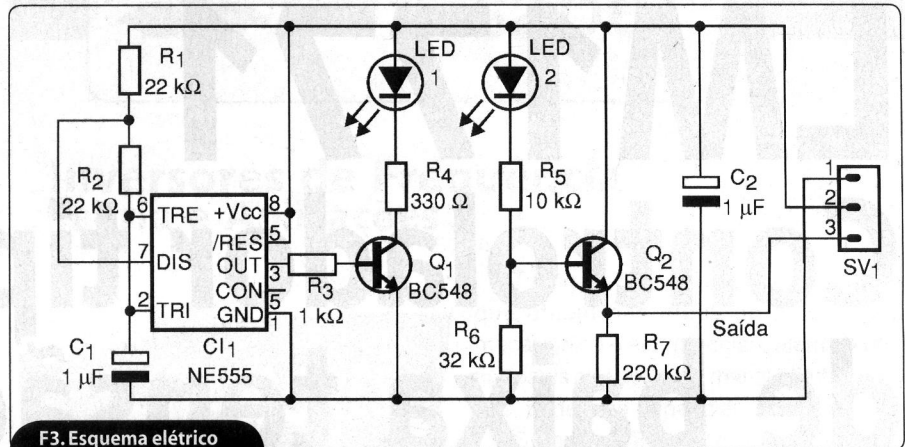 R1
22 kΩ
R2
22 kΩ
6
7
2
TRE
DIS
TRI
+Vcc
/RES
OUT
CON
GND
8
5
3
5
1
CI1
NE555
C1
1 µF
R3
1 kΩ
LED
1
R4
330 Ω
Q1
BC548
LED
2
R5
10 kΩ
R6
32 kΩ
Q2
BC548
R7
220 kΩ
Saída
C2
1 µF
1
2
3
SV1
F3. Esquema elétrico